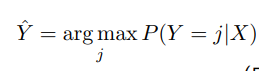 Ŷ = arg max P(Y = j|X)
j